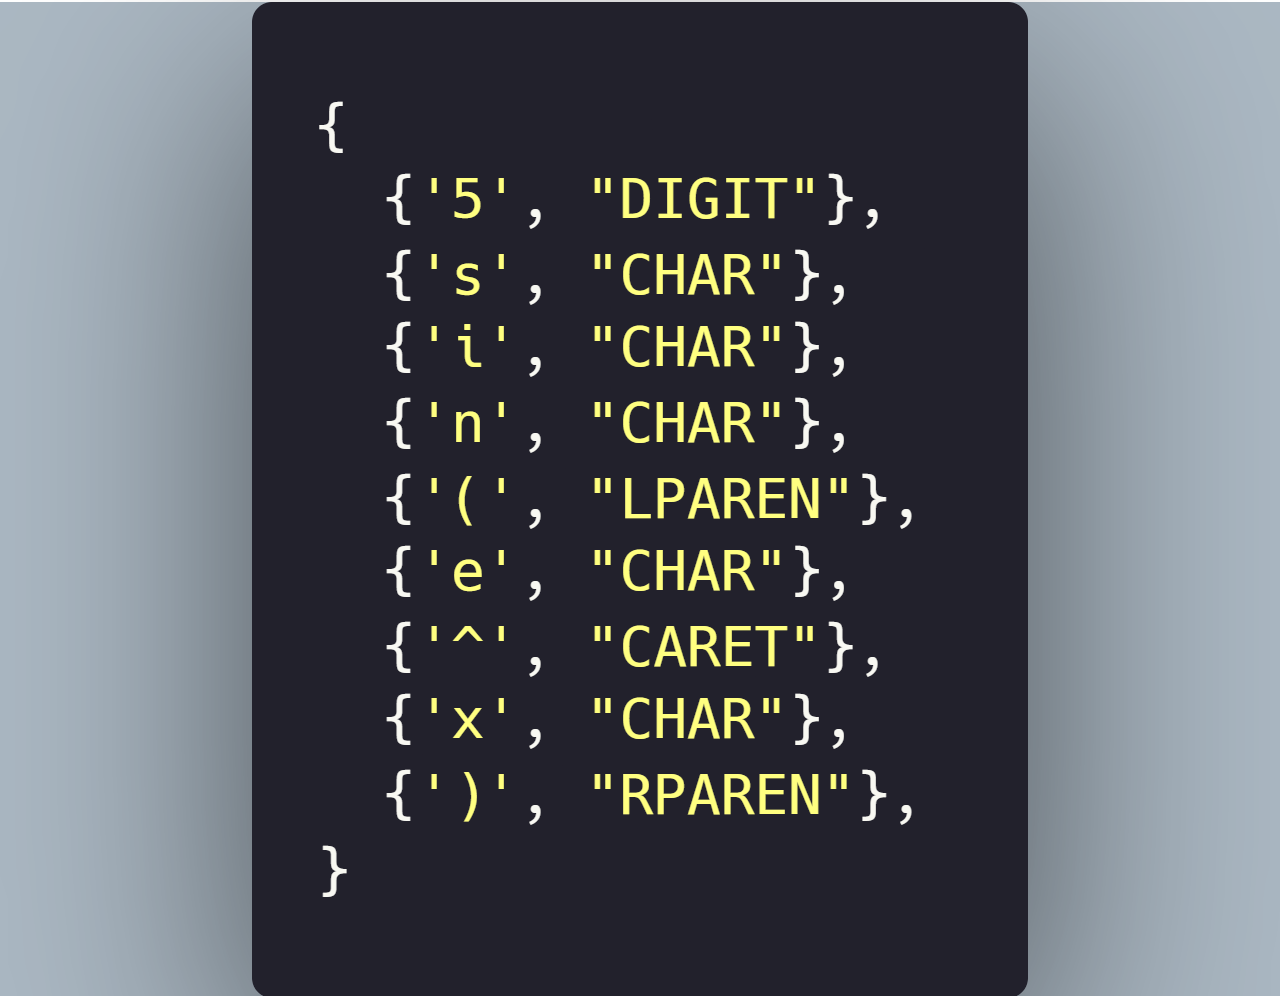 {
  {'5', "DIGIT"},
  {'s', "CHAR"},
  {'i', "CHAR"},
  {'n', "CHAR"},
  {'(', "LPAREN"},
  {'e', "CHAR"},
  {'^', "CARET"},
  {'x', "CHAR"},
  {')', "RPAREN"},
}